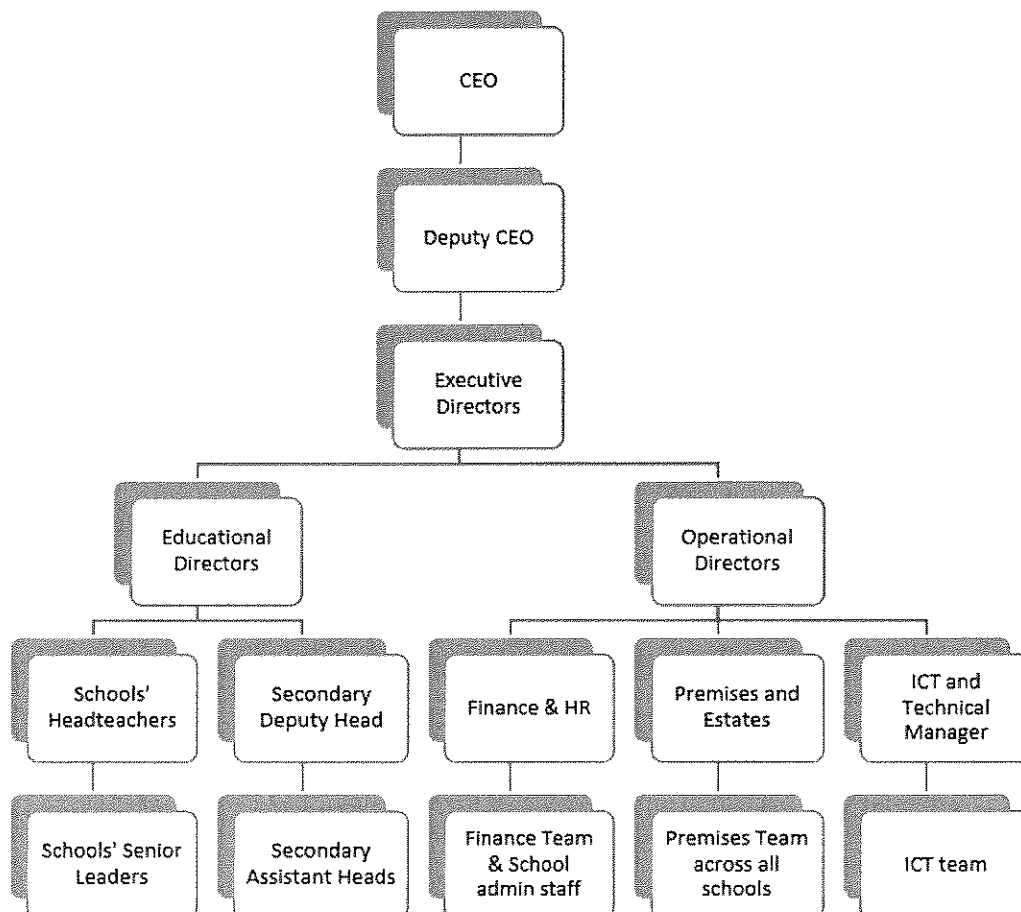 CEO
Deputy CEO
Executive
Directors
Educational
Directors
Operational
Directors
Schools'
Headteachers
Secondary
Deputy Head
Finance & HR
Premises and
Estates
ICT and
Technical
Manager
Schools' Senior
Leaders
Secondary
Assistant Heads
Finance Team
& School
admin staff
Premises Team
across all
schools
ICT team